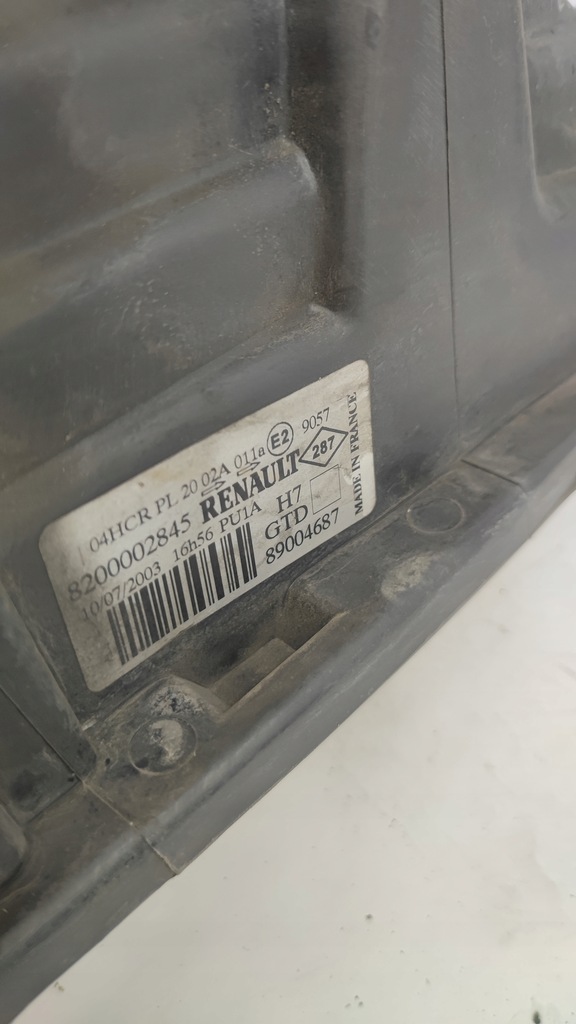 04HCR PL 20 02A 011a E2 9057
8200002845 RENAULT 287
10/07/2003 16h56 PU1A H7
GTD
89004687
MADE IN FRANCE